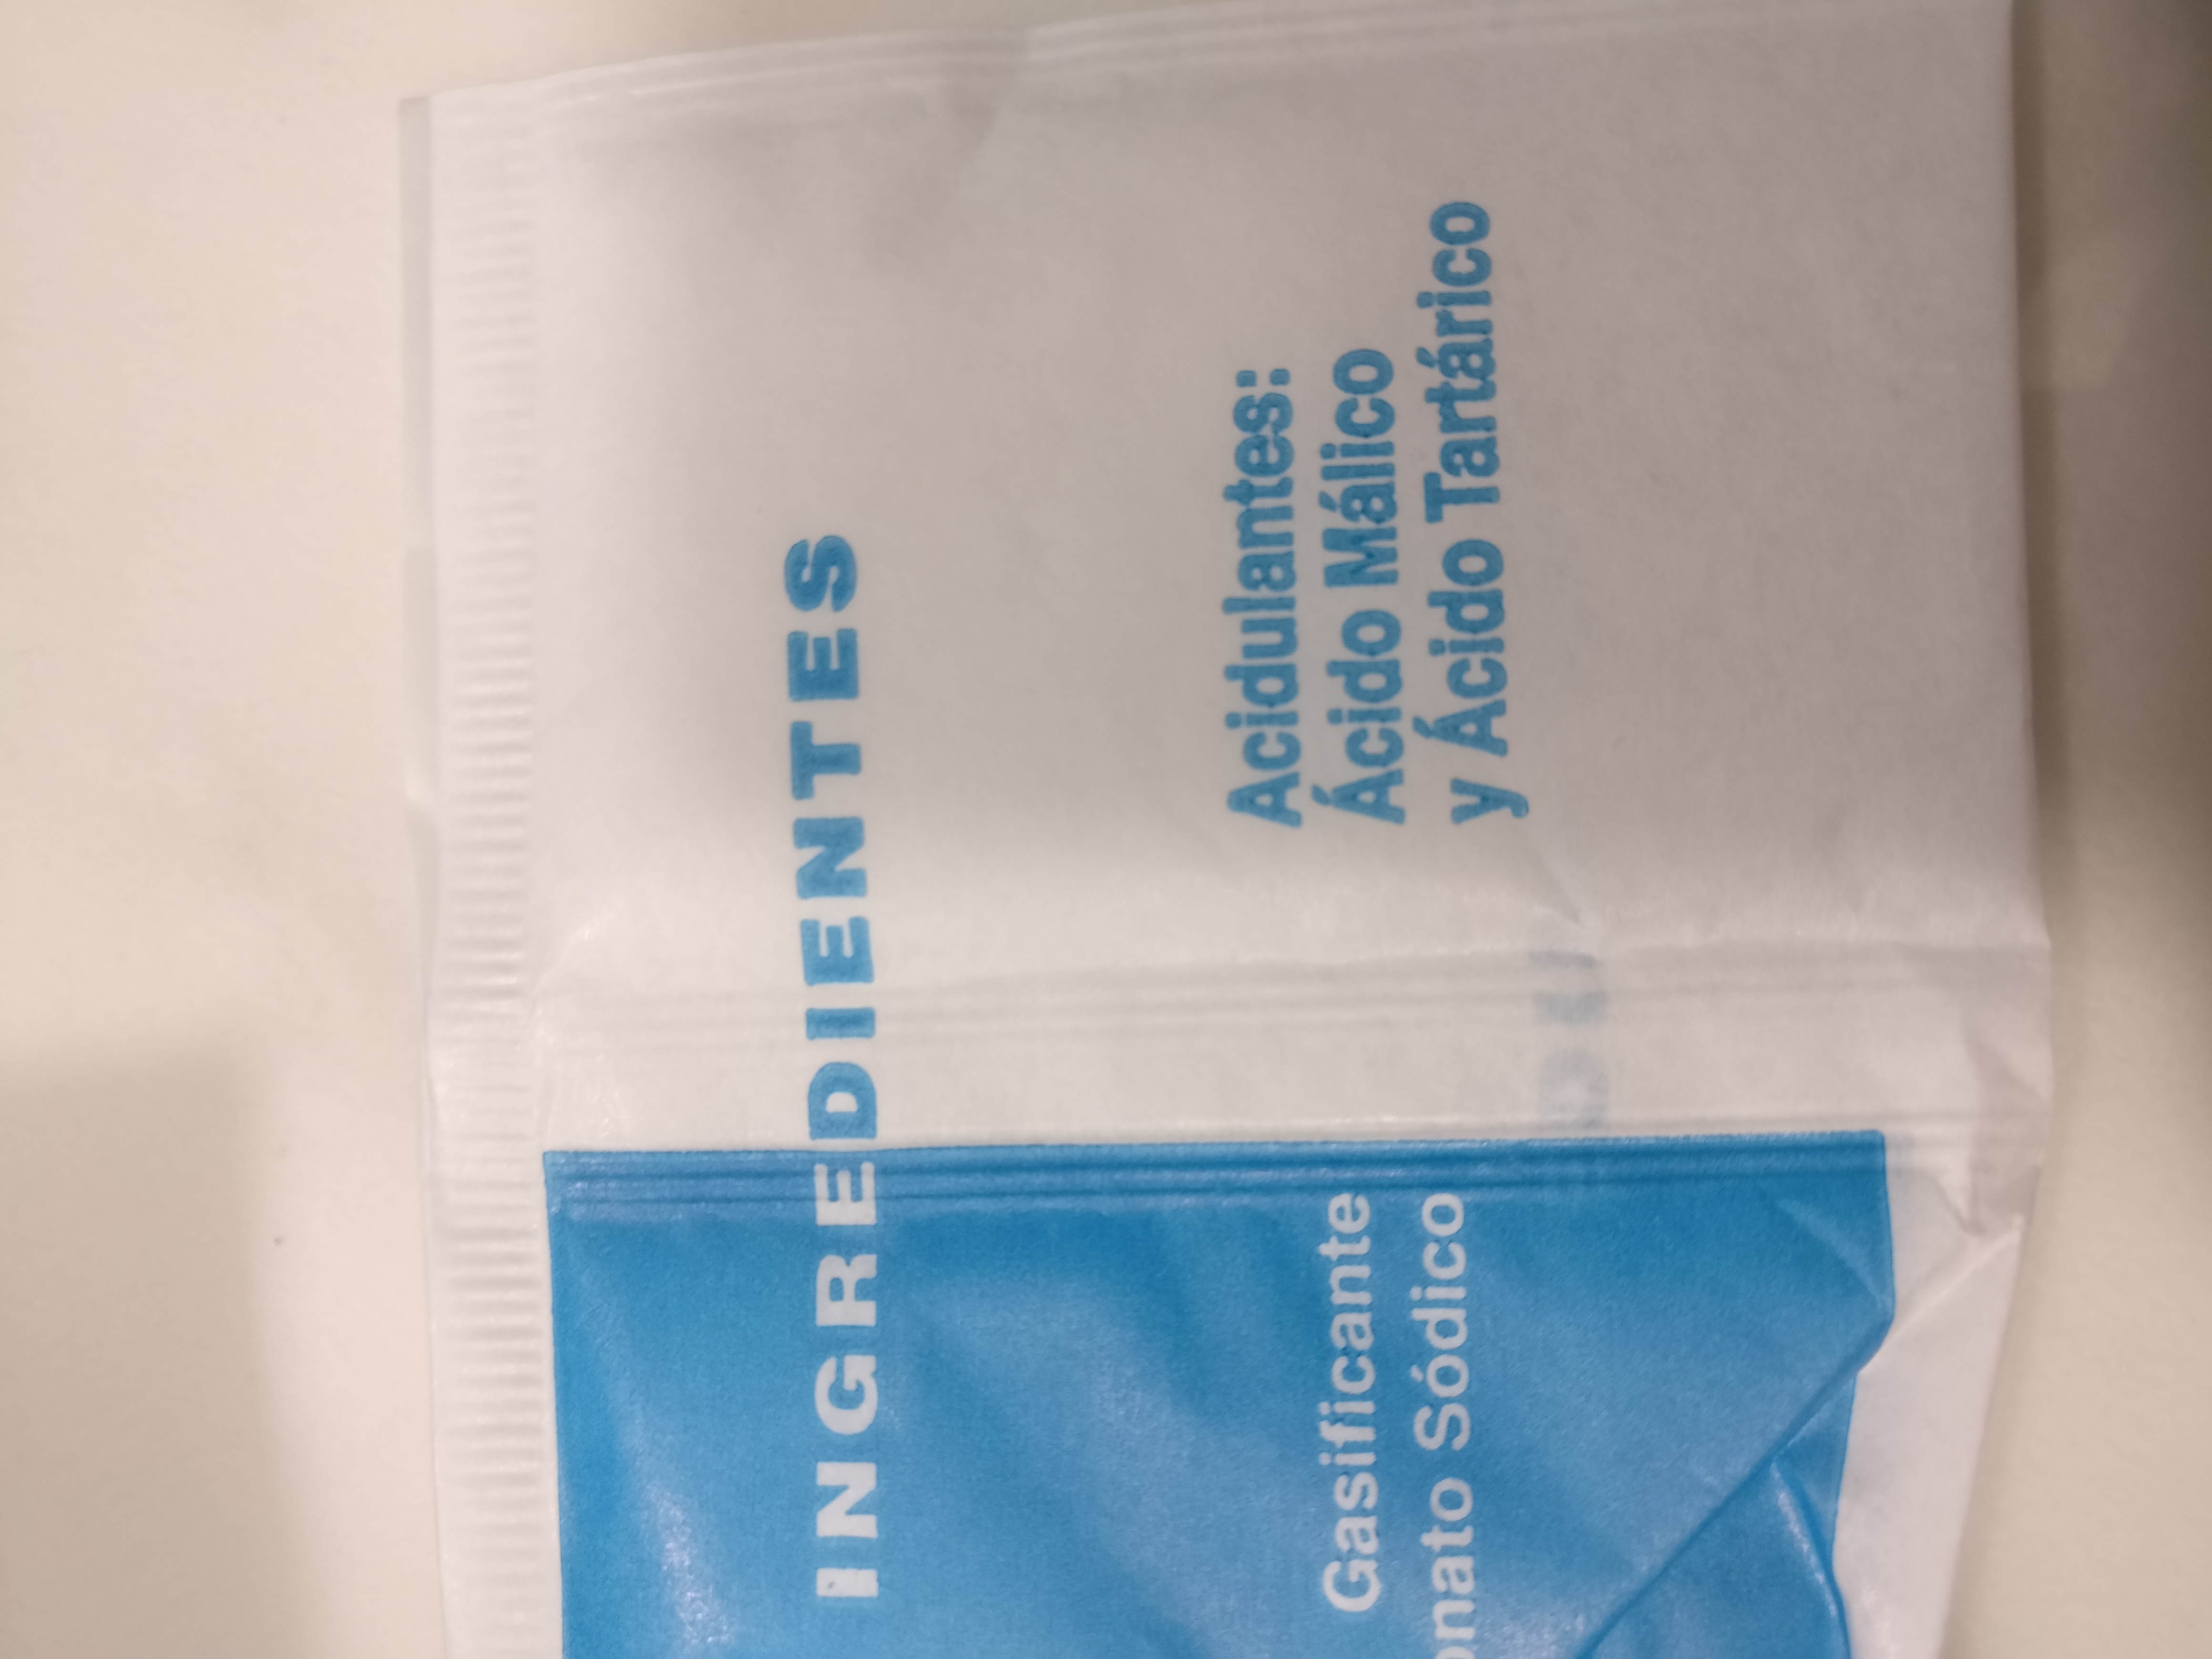 INGREDIENTES
Gasificante
onato Sódico
Acidulantes:
Ácido Málico
y Ácido Tartárico